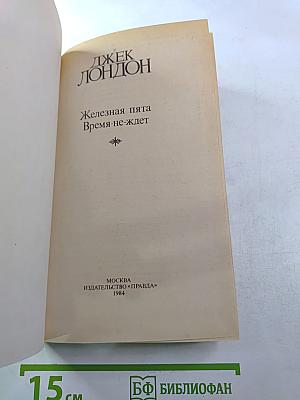 ДЖЕК
ЛОНДОН
Железная пята
Время-не-ждет
МОСКВА
ИЗДАТЕЛЬСТВО «ПРАВДА»
1984
15 см
БФ БИБЛИОФАН